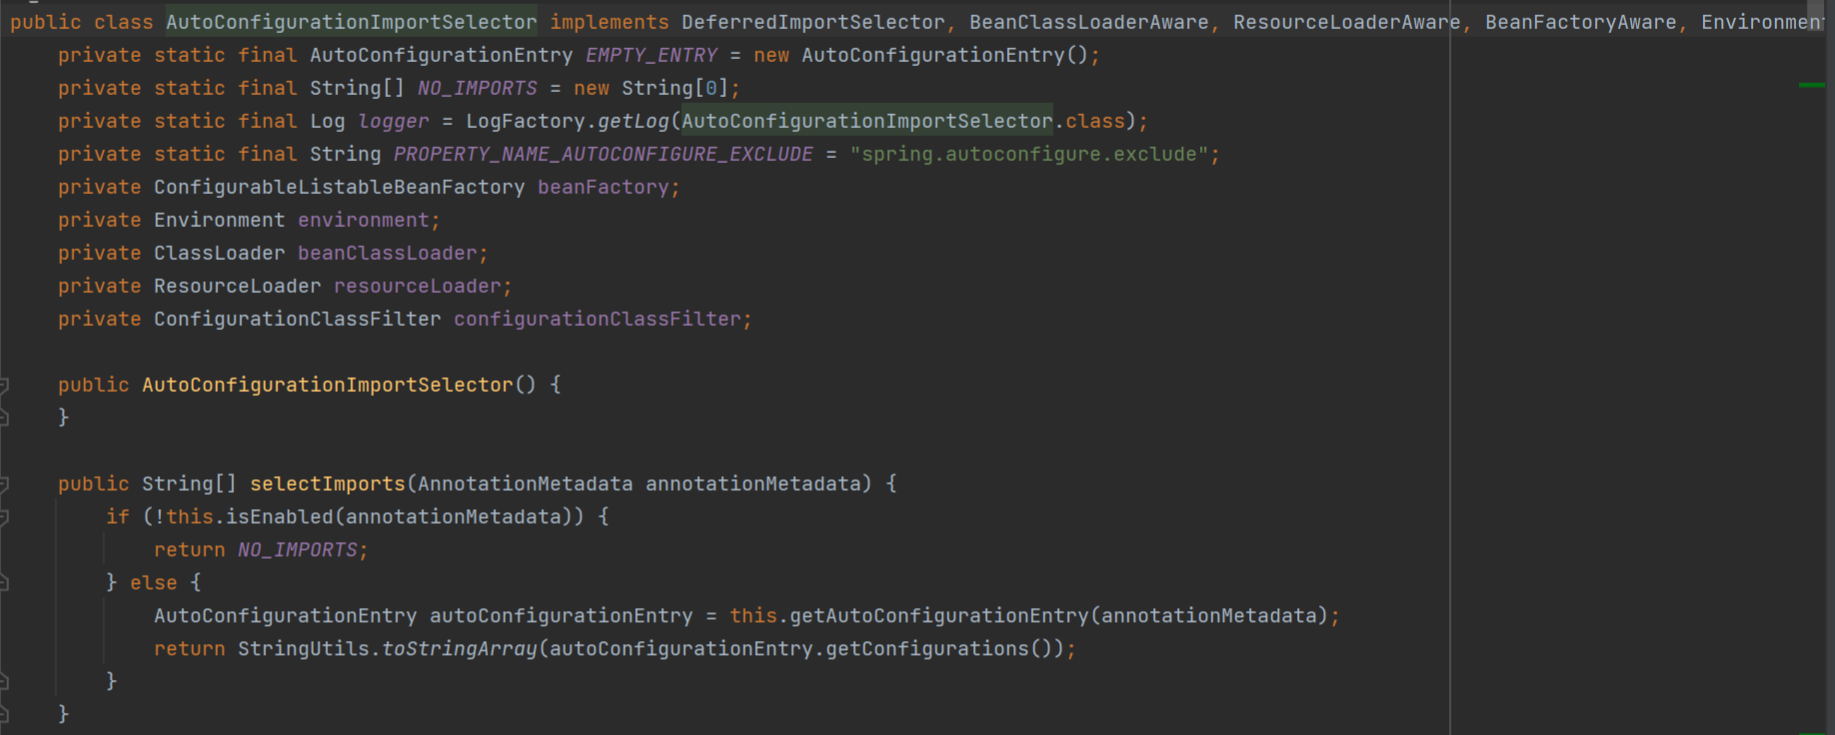 public class AutoConfigurationImportSelector implements DeferredImportSelector, BeanClassLoaderAware, ResourceLoaderAware, BeanFactoryAware,
    private static final AutoConfigurationEntry EMPTY_ENTRY = new AutoConfigurationEntry();
    private static final String[] NO_IMPORTS = new String[0];
    private static final Log logger = LogFactory.getLog(AutoConfigurationImportSelector.class);
    private static final String PROPERTY_NAME_AUTOCONFIGURE_EXCLUDE = "spring.autoconfigure.exclude";
    private ConfigurableListableBeanFactory beanFactory;
    private Environment environment;
    private ClassLoader beanClassLoader;
    private ResourceLoader resourceLoader;
    private ConfigurationClassFilter configurationClassFilter;
    public AutoConfigurationImportSelector() {
    }
    public String[] selectImports(AnnotationMetadata annotationMetadata) {
        if (!this.isEnabled(annotationMetadata)) {
            return NO_IMPORTS;
        } else {
            AutoConfigurationEntry autoConfigurationEntry = this.getAutoConfigurationEntry(annotationMetadata);
            return StringUtils.toStringArray(autoConfigurationEntry.getConfigurations());
        }
    }